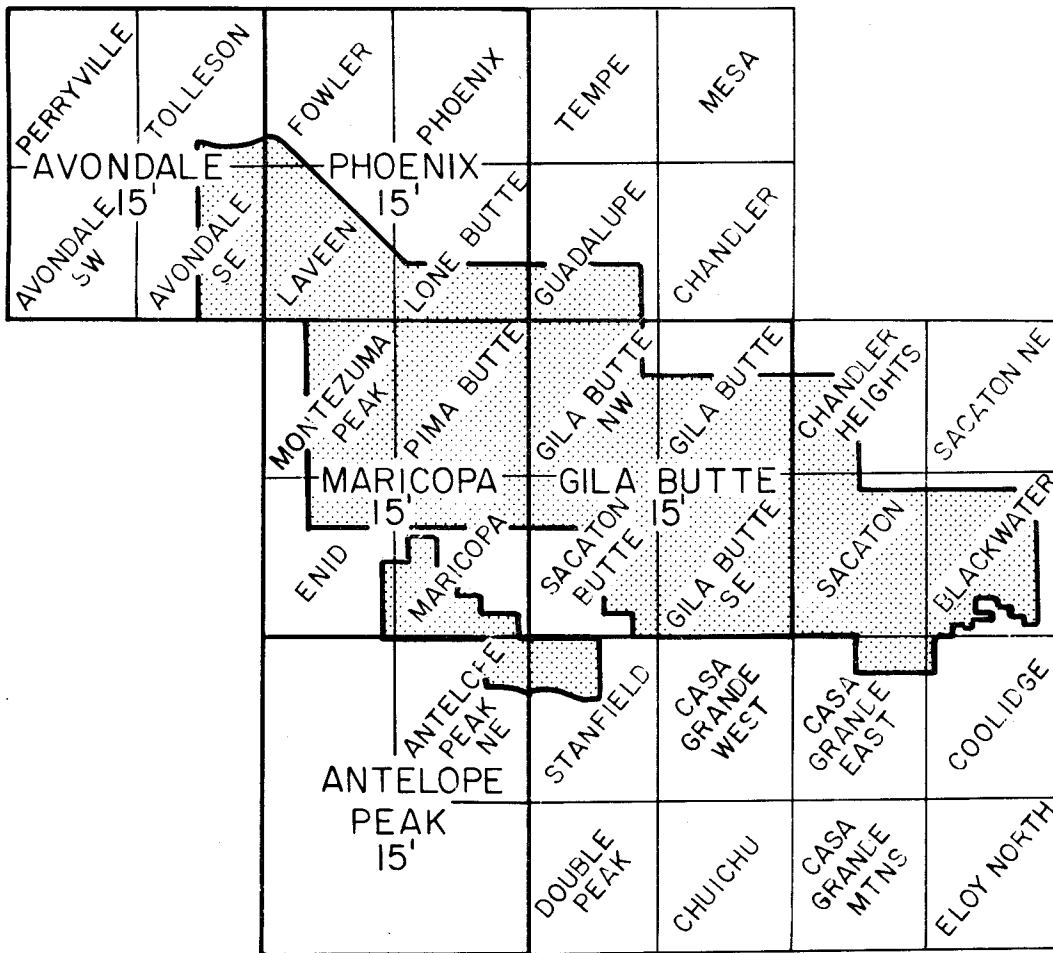 PERRYVILLE
TOLLESON
FOWLER
PHOENIX
TEMPE
MESA
AVONDALE
15'
PHOENIX
15'
AVONDALE
SW
AVONDALE
SE
LAVEEN
LONE BUTTE
GUADALUPE
CHANDLER
MONTEZUMA
PEAK
PIMA BUTTE
GILA BUTTE
NW
GILA BUTTE
CHANDLER
HEIGHTS
SACATON NE
MARICOPA
15'
GILA BUTTE
15'
ENID
MARICOPA
SACATON
BUTTE
GILA BUTTE
SE
SACATON
BLACKWATER
ANTELOPE
PEAK
NE
STANFIELD
CASA
GRANDE
WEST
CASA
GRANDE
EAST
COOLIDGE
ANTELOPE
PEAK
15'
DOUBLE
PEAK
CHUICHU
CASA
GRANDE
MTNS
ELOY NORTH